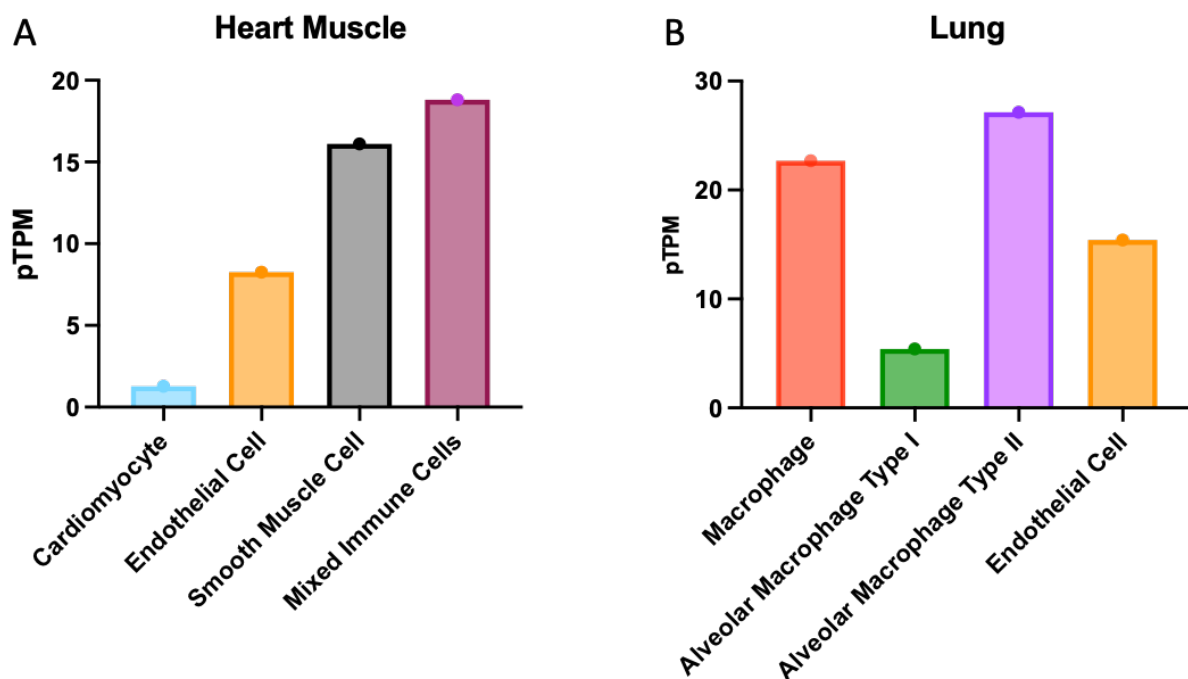 A
Heart Muscle
pTPM
20
15
10
5
0
Cardiomyocyte
Endothelial Cell
Smooth Muscle Cell
Mixed Immune Cells
B
Lung
pTPM
30
20
10
0
Macrophage
Alveolar Macrophage Type I
Alveolar Macrophage Type II
Endothelial Cell